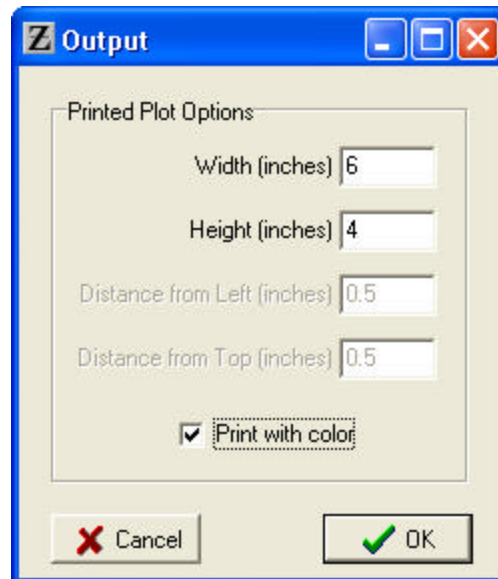 Z Output
Printed Plot Options
Width (inches) 6
Height (inches) 4
Distance from Left (inches) 0.5
Distance from Top (inches) 0.5
Print with color
Cancel OK